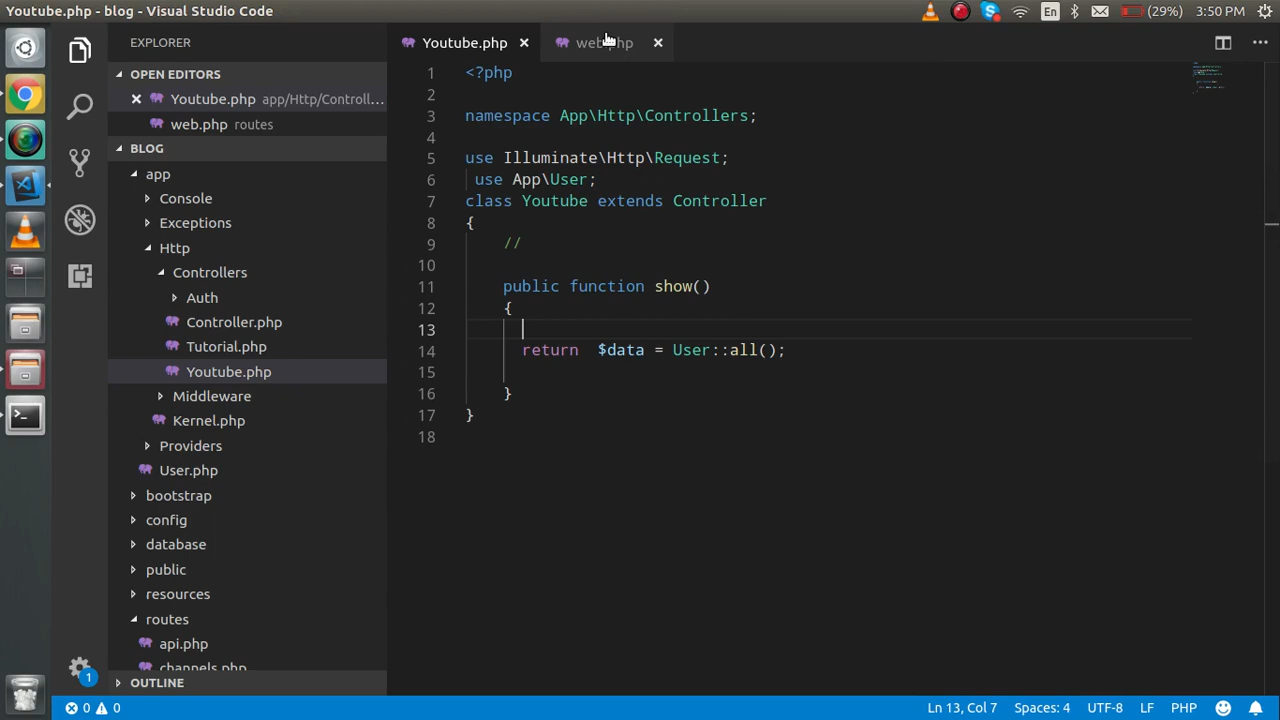 Youtube.php - blog - Visual Studio Code
En
(29%)
3:50 PM
EXPLORER
OPEN EDITORS
Youtube.php app/Http/Controll...
web.php routes
BLOG
app
Console
Exceptions
Http
Controllers
Auth
Controller.php
Tutorial.php
Youtube.php
Middleware
Kernel.php
Providers
User.php
bootstrap
config
database
public
resources
routes
api.php
channels.php
OUTLINE
1
Youtube.php
web.php
1 <?php
2
3 namespace App\Http\Controllers;
4
5 use Illuminate\Http\Request;
6 use App\User;
7 class Youtube extends Controller
8 {
9 //
10
11 public function show()
12 {
13
14 return $data = User::all();
15
16 }
17 }
18
0 0
Ln 13, Col 7
Spaces: 4
UTF-8
LF
PHP